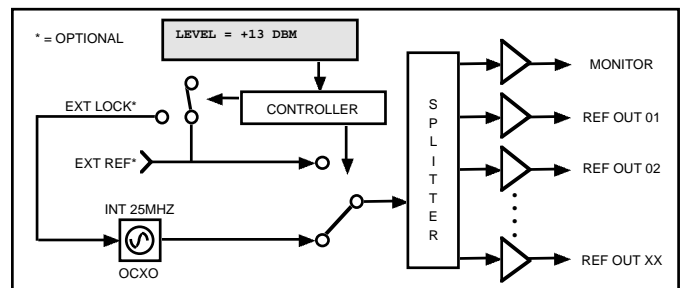 * = OPTIONAL
LEVEL = +13 DBM
MONITOR
EXT LOCK*
CONTROLLER
SPLITTER
REF OUT 01
EXT REF*
REF OUT 02
INT 25MHZ
OCXO
REF OUT XX